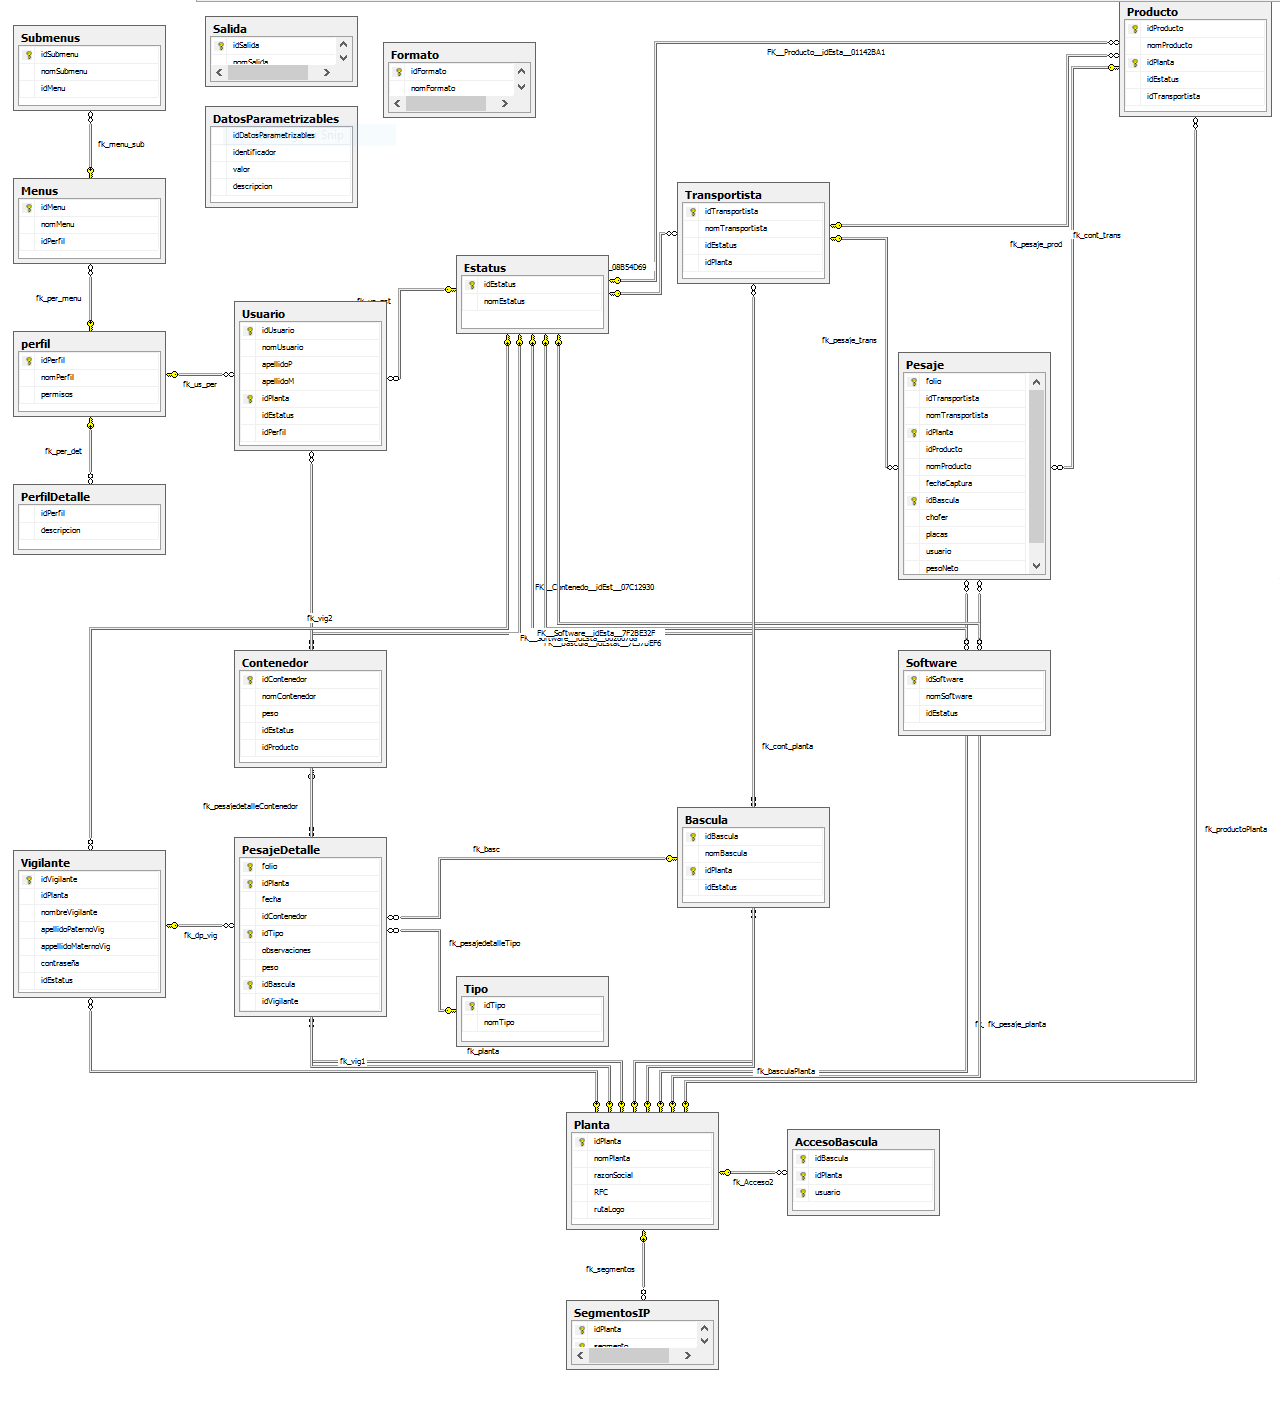 Submenus
idSubmenu
nomSubmenu
idMenu
fk_menu_sub
Menus
idMenu
nomMenu
idPerfil
fk_per_menu
perfil
idPerfil
nomPerfil
permisos
fk_per_det
PerfilDetalle
idPerfil
descripcion
Salida
idSalida
nomSalida
DatosParametrizables
idDatosParametrizables
identificador
valor
descripcion
Formato
idFormato
nomFormato
Producto
idProducto
nomProducto
idPlanta
idEstatus
idTransportista
FK__Producto__idEsta__01142BA1
Transportista
idTransportista
nomTransportista
idEstatus
idPlanta
fk_cont_trans
fk_pesaje_prod
_08B54D69
Estatus
idEstatus
nomEstatus
Usuario
idUsuario
nomUsuario
apellidoP
apellidoM
idPlanta
idEstatus
idPerfil
fk_us_per
fk_pesaje_trans
Pesaje
folio
idTransportista
nomTransportista
idPlanta
idProducto
nomProducto
fechaCaptura
idBascula
chofer
placas
usuario
pesoNeto
FK__Contenedo__idEst__07C12930
fk_vig2
FK__Software__idEsta__7F2BE32F
Contenedor
idContenedor
nomContenedor
peso
idEstatus
idProducto
Software
idSoftware
nomSoftware
idEstatus
fk_cont_planta
fk_pesajedetalleContenedor
Bascula
idBascula
nomBascula
idPlanta
idEstatus
fk_productoPlanta
fk_basc
PesajeDetalle
folio
idPlanta
fecha
idContenedor
idTipo
observaciones
peso
idBascula
idVigilante
Vigilante
idVigilante
idPlanta
nombreVigilante
apellidoPaternoVig
appellidoMaternoVig
contraseña
idEstatus
fk_dp_vig
fk_pesajedetalleTipo
Tipo
idTipo
nomTipo
fk_pesaje_planta
fk_planta
fk_vig1
fk_basculaPlanta
Planta
idPlanta
nomPlanta
razonSocial
RFC
rutaLogo
AccesoBascula
idBascula
idPlanta
usuario
fk_Acceso2
fk_segmentos
SegmentosIP
idPlanta
segmento